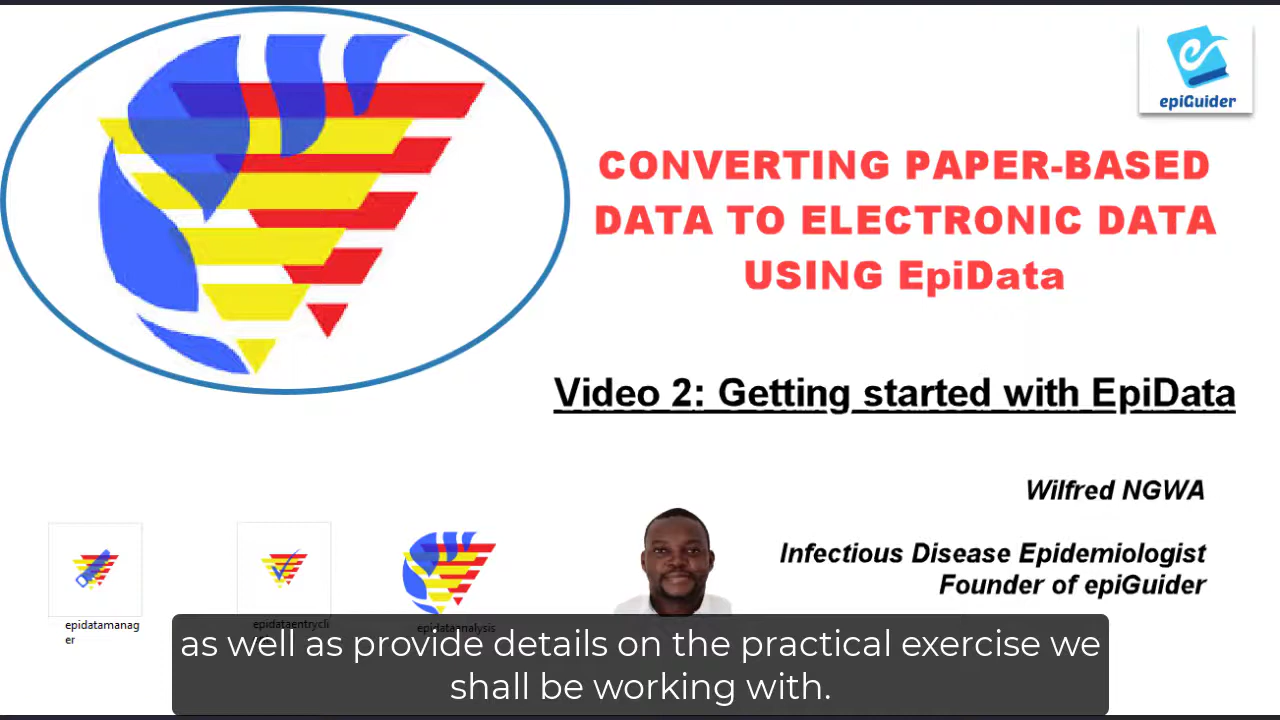 epiGuider
CONVERTING PAPER-BASED
DATA TO ELECTRONIC DATA
USING EpiData
Video 2: Getting started with EpiData
Wilfred NGWA
Infectious Disease Epidemiologist
Founder of epiGuider
epidatamanag
er
epidataentrycli
epidataanalysis
as well as provide details on the practical exercise we
shall be working with.